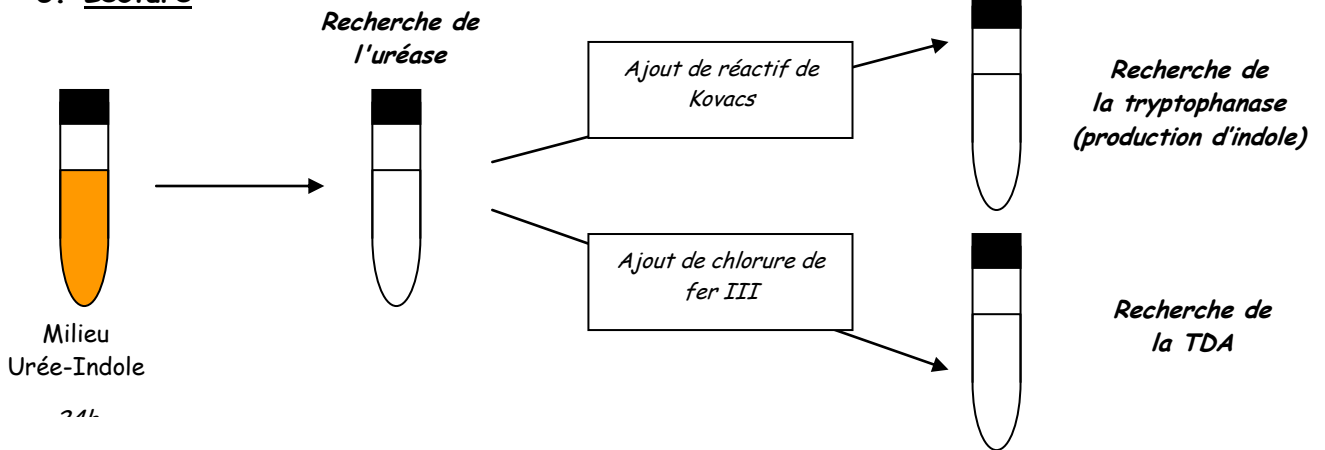 Recherche de
l'uréase
Ajout de réactif de
Kovacs
Recherche de
la tryptophanase
(production d'indole)
Ajout de chlorure de
fer III
Recherche de
la TDA
Milieu
Urée-Indole